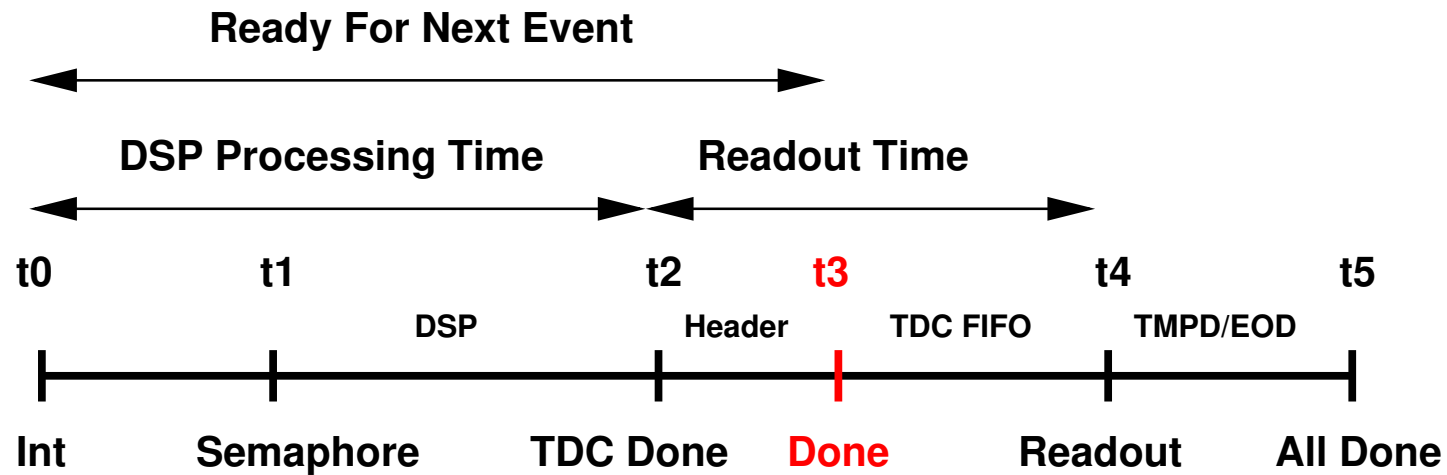 Ready For Next Event
DSP Processing Time Readout Time
t0 t1 t2 t3 t4 t5
DSP Header TDC FIFO TMPD/EOD
Int Semaphore TDC Done Done Readout All Done